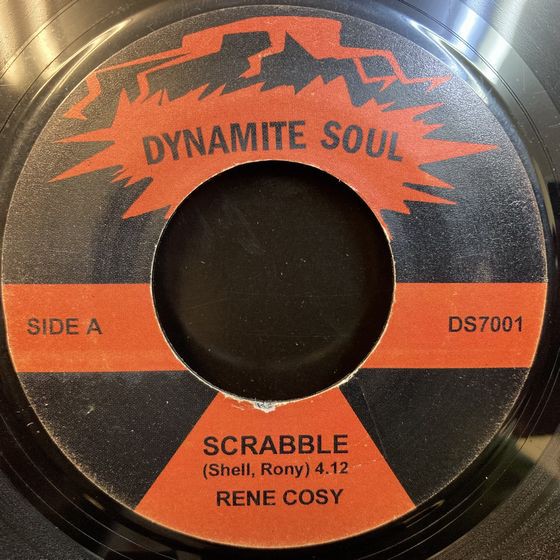 DYNAMITE SOUL
SIDE A
DS7001
SCRABBLE
(Shell, Rony) 4.12
RENE COSY